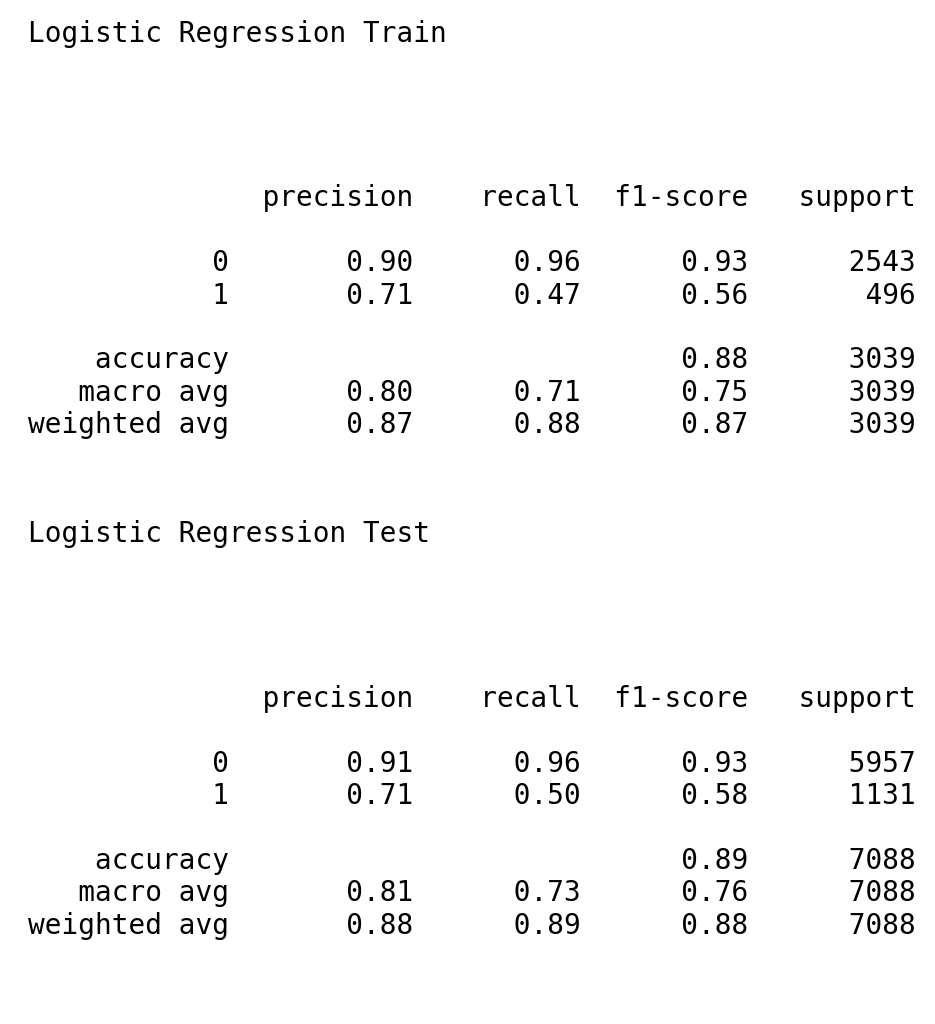 Logistic Regression Train
precision recall f1-score support
0 0.90 0.96 0.93 2543
1 0.71 0.47 0.56 496
accuracy 0.88 3039
macro avg 0.80 0.71 0.75 3039
weighted avg 0.87 0.88 0.87 3039
Logistic Regression Test
precision recall f1-score support
0 0.91 0.96 0.93 5957
1 0.71 0.50 0.58 1131
accuracy 0.89 7088
macro avg 0.81 0.73 0.76 7088
weighted avg 0.88 0.89 0.88 7088